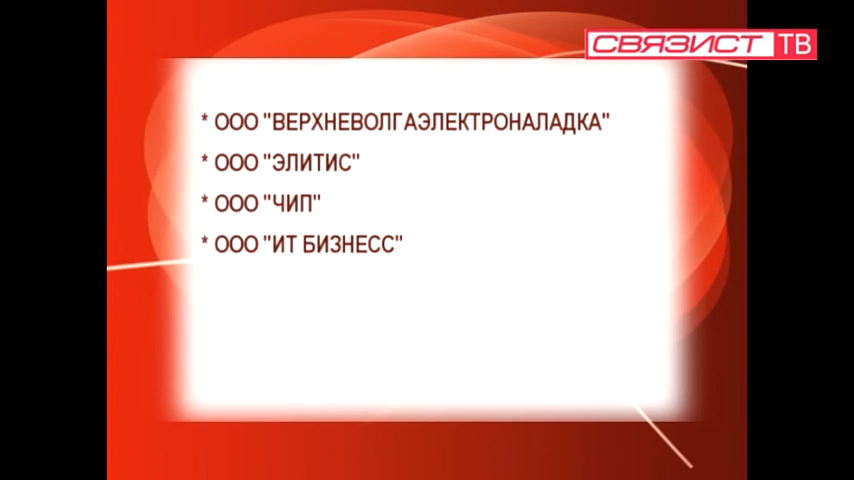 СВЯЗИСТ ТВ
* ООО "ВЕРХНЕВОЛГАЭЛЕКТРОНАЛАДКА"
* ООО "ЭЛИТИС"
* ООО "ЧИП"
* ООО "ИТ БИЗНЕСС"